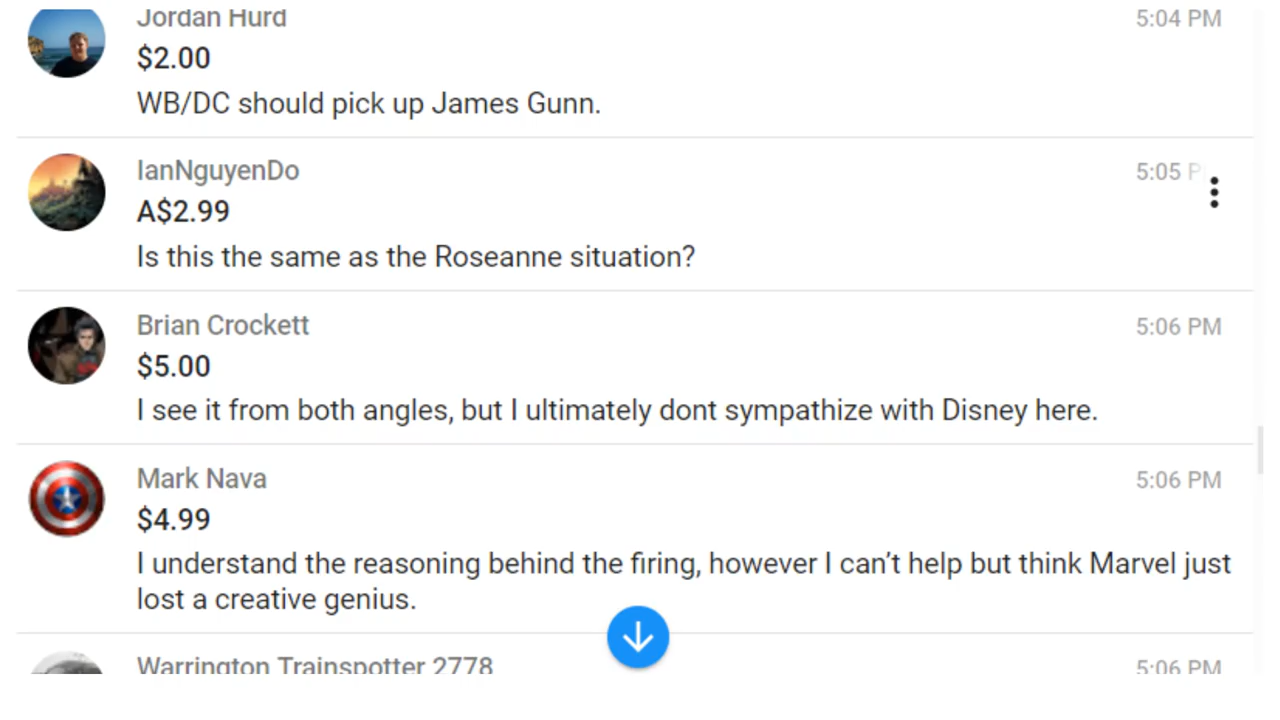 Jordan Hurd 5:04 PM
$2.00
WB/DC should pick up James Gunn.
IanNguyenDo 5:05 P
A$2.99
Is this the same as the Roseanne situation?
Brian Crockett 5:06 PM
$5.00
I see it from both angles, but I ultimately dont sympathize with Disney here.
Mark Nava 5:06 PM
$4.99
I understand the reasoning behind the firing, however I can’t help but think Marvel just
lost a creative genius.
Warrington Trainspotter 2778 5:06 PM